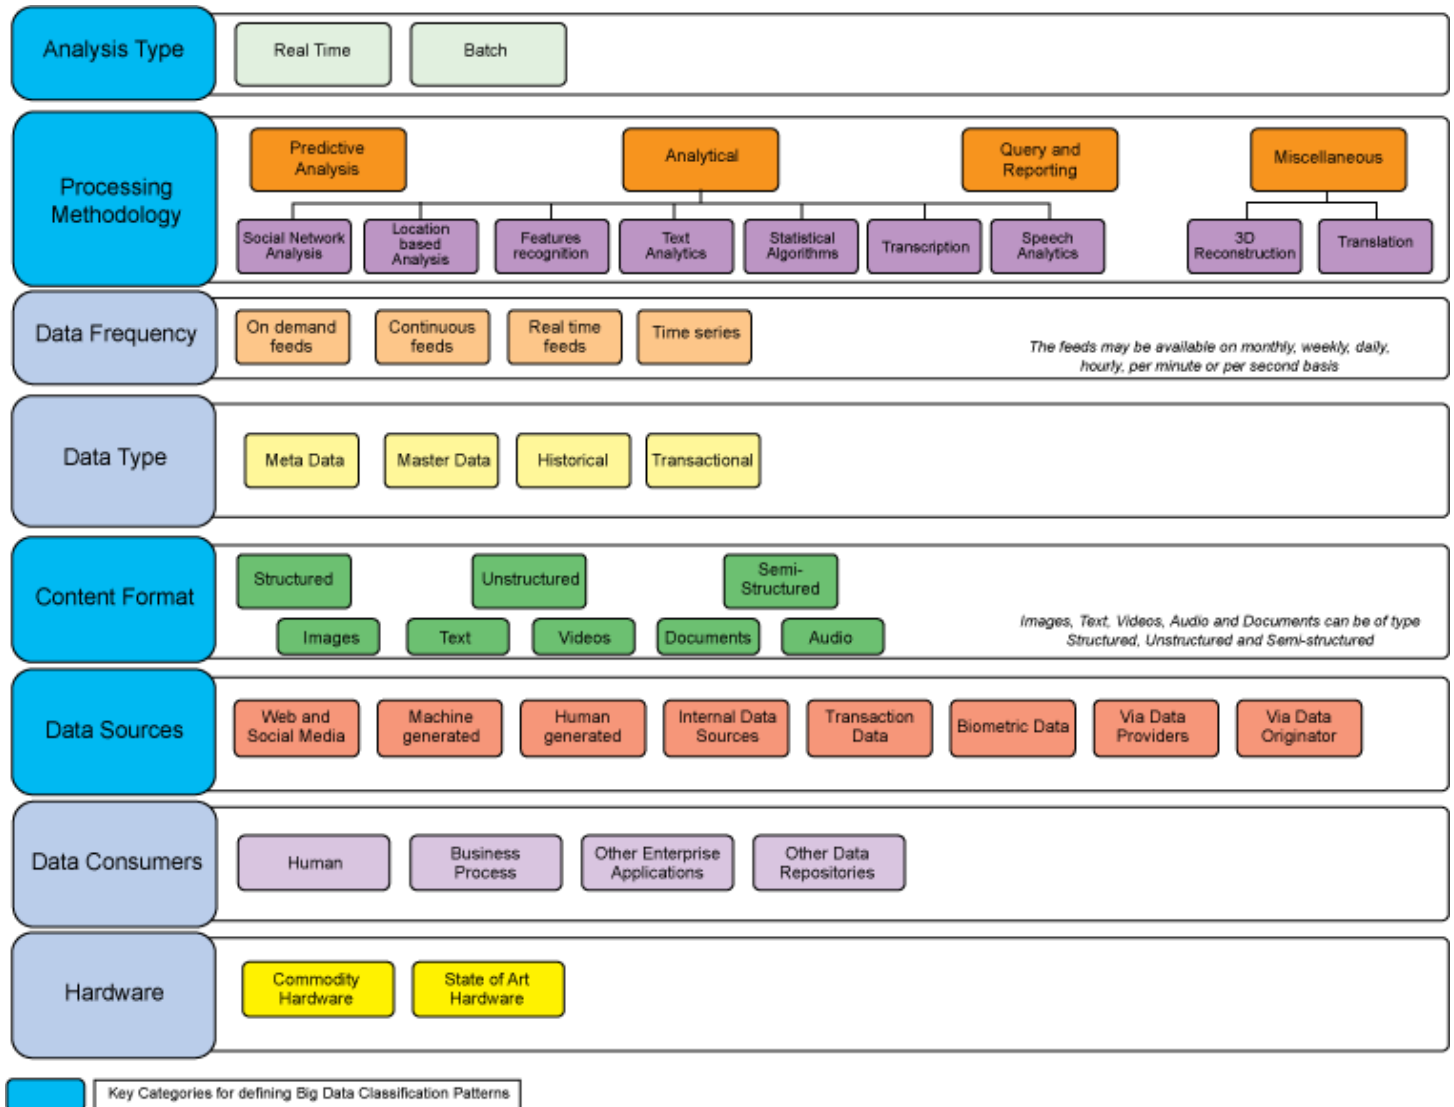 Analysis Type
Real Time
Batch
Processing
Methodology
Predictive
Analysis
Analytical
Query and
Reporting
Miscellaneous
Social Network
Analysis
Location
based
Analysis
Features
recognition
Text
Analytics
Statistical
Algorithms
Transcription
Speech
Analytics
3D
Reconstruction
Translation
Data Frequency
On demand
feeds
Continuous
feeds
Real time
feeds
Time series
The feeds may be available on monthly, weekly, daily,
hourly, per minute or per second basis
Data Type
Meta Data
Master Data
Historical
Transactional
Content Format
Structured
Unstructured
Semi-
Structured
Images
Text
Videos
Documents
Audio
Images, Text, Videos, Audio and Documents can be of type
Structured, Unstructured and Semi-structured
Data Sources
Web and
Social Media
Machine
generated
Human
generated
Internal Data
Sources
Transaction
Data
Biometric Data
Via Data
Providers
Via Data
Originator
Data Consumers
Human
Business
Process
Other Enterprise
Applications
Other Data
Repositories
Hardware
Commodity
Hardware
State of Art
Hardware
Key Categories for defining Big Data Classification Patterns